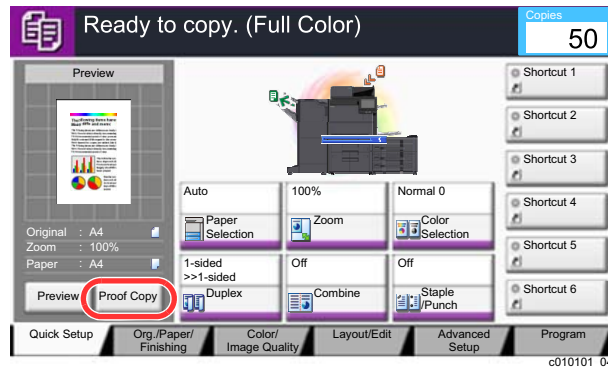 Ready to copy. (Full Color)
Copies
50
Preview
Original : A4
Zoom : 100%
Paper : A4
Preview
Proof Copy
Auto
Paper
Selection
100%
Zoom
Normal 0
Color
Selection
1-sided
>>1-sided
Duplex
Off
Combine
Off
Staple
/Punch
Shortcut 1
Shortcut 2
Shortcut 3
Shortcut 4
Shortcut 5
Shortcut 6
Quick Setup
Org./Paper/
Finishing
Color/
Image Quality
Layout/Edit
Advanced
Setup
Program